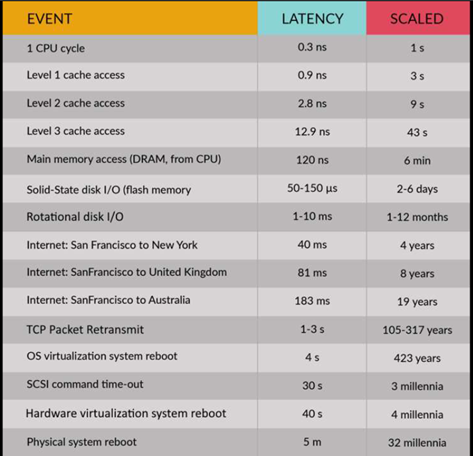 EVENT LATENCY SCALED
1 CPU cycle 0.3 ns 1 s
Level 1 cache access 0.9 ns 3 s
Level 2 cache access 2.8 ns 9 s
Level 3 cache access 12.9 ns 43 s
Main memory access (DRAM, from CPU) 120 ns 6 min
Solid-State disk I/O (flash memory 50-150 μs 2-6 days
Rotational disk I/O 1-10 ms 1-12 months
Internet: San Francisco to New York 40 ms 4 years
Internet: SanFrancisco to United Kingdom 81 ms 8 years
Internet: SanFrancisco to Australia 183 ms 19 years
TCP Packet Retransmit 1-3 s 105-317 years
OS virtualization system reboot 4 s 423 years
SCSI command time-out 30 s 3 millennia
Hardware virtualization system reboot 40 s 4 millennia
Physical system reboot 5 m 32 millennia